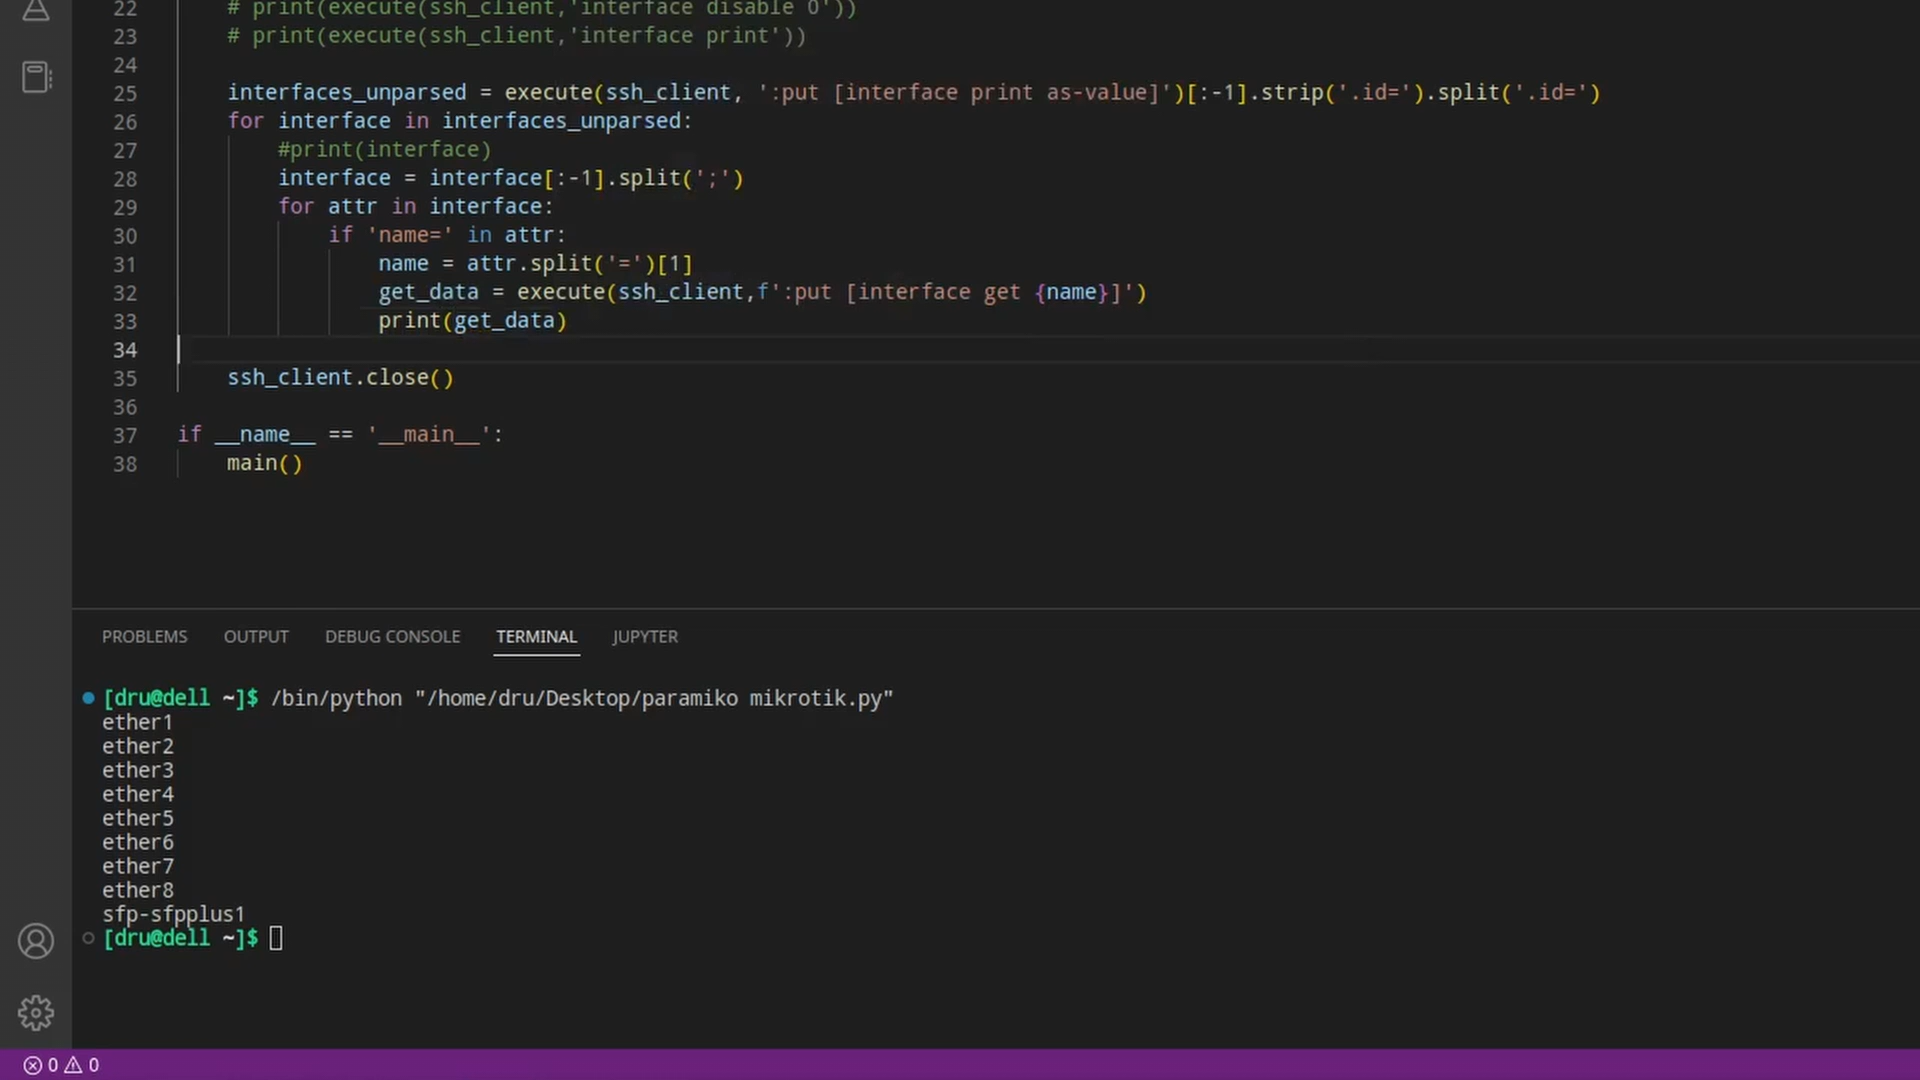 22 # print(execute(ssh_client,'interface disable 0'))
23 # print(execute(ssh_client,'interface print'))
24
25 interfaces_unparsed = execute(ssh_client, ':put [interface print as-value]')[:-1].strip('.id=').split('.id=')
26 for interface in interfaces_unparsed:
27 #print(interface)
28 interface = interface[:-1].split(';')
29 for attr in interface:
30 if 'name=' in attr:
31 name = attr.split('=')[1]
32 get_data = execute(ssh_client,f':put [interface get {name}]')
33 print(get_data)
34
35 ssh_client.close()
36
37 if __name__ == '__main__':
38 main()
PROBLEMS OUTPUT DEBUG CONSOLE TERMINAL JUPYTER
[dru@dell ~]$ /bin/python "/home/dru/Desktop/paramiko mikrotik.py"
ether1
ether2
ether3
ether4
ether5
ether6
ether7
ether8
sfp-sfpplus1
[dru@dell ~]$
0 0